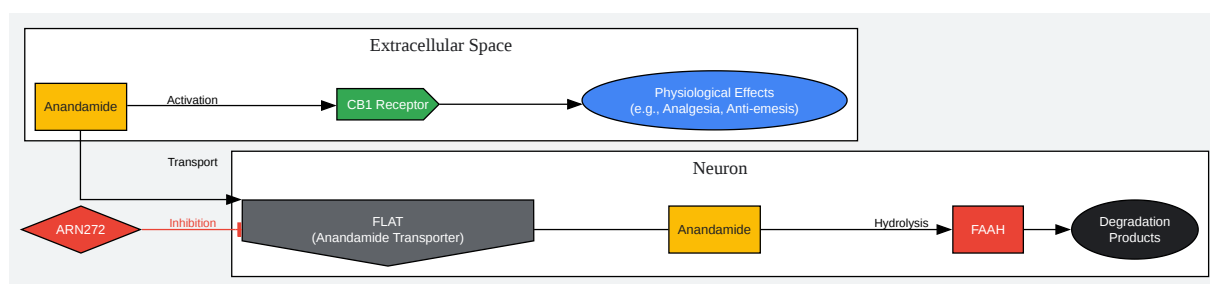 Extracellular Space
Anandamide
Activation
CB1 Receptor
Physiological Effects
(e.g., Analgesia, Anti-emesis)
Transport
Neuron
ARN272
Inhibition
FLAT
(Anandamide Transporter)
Anandamide
Hydrolysis
FAAH
Degradation
Products